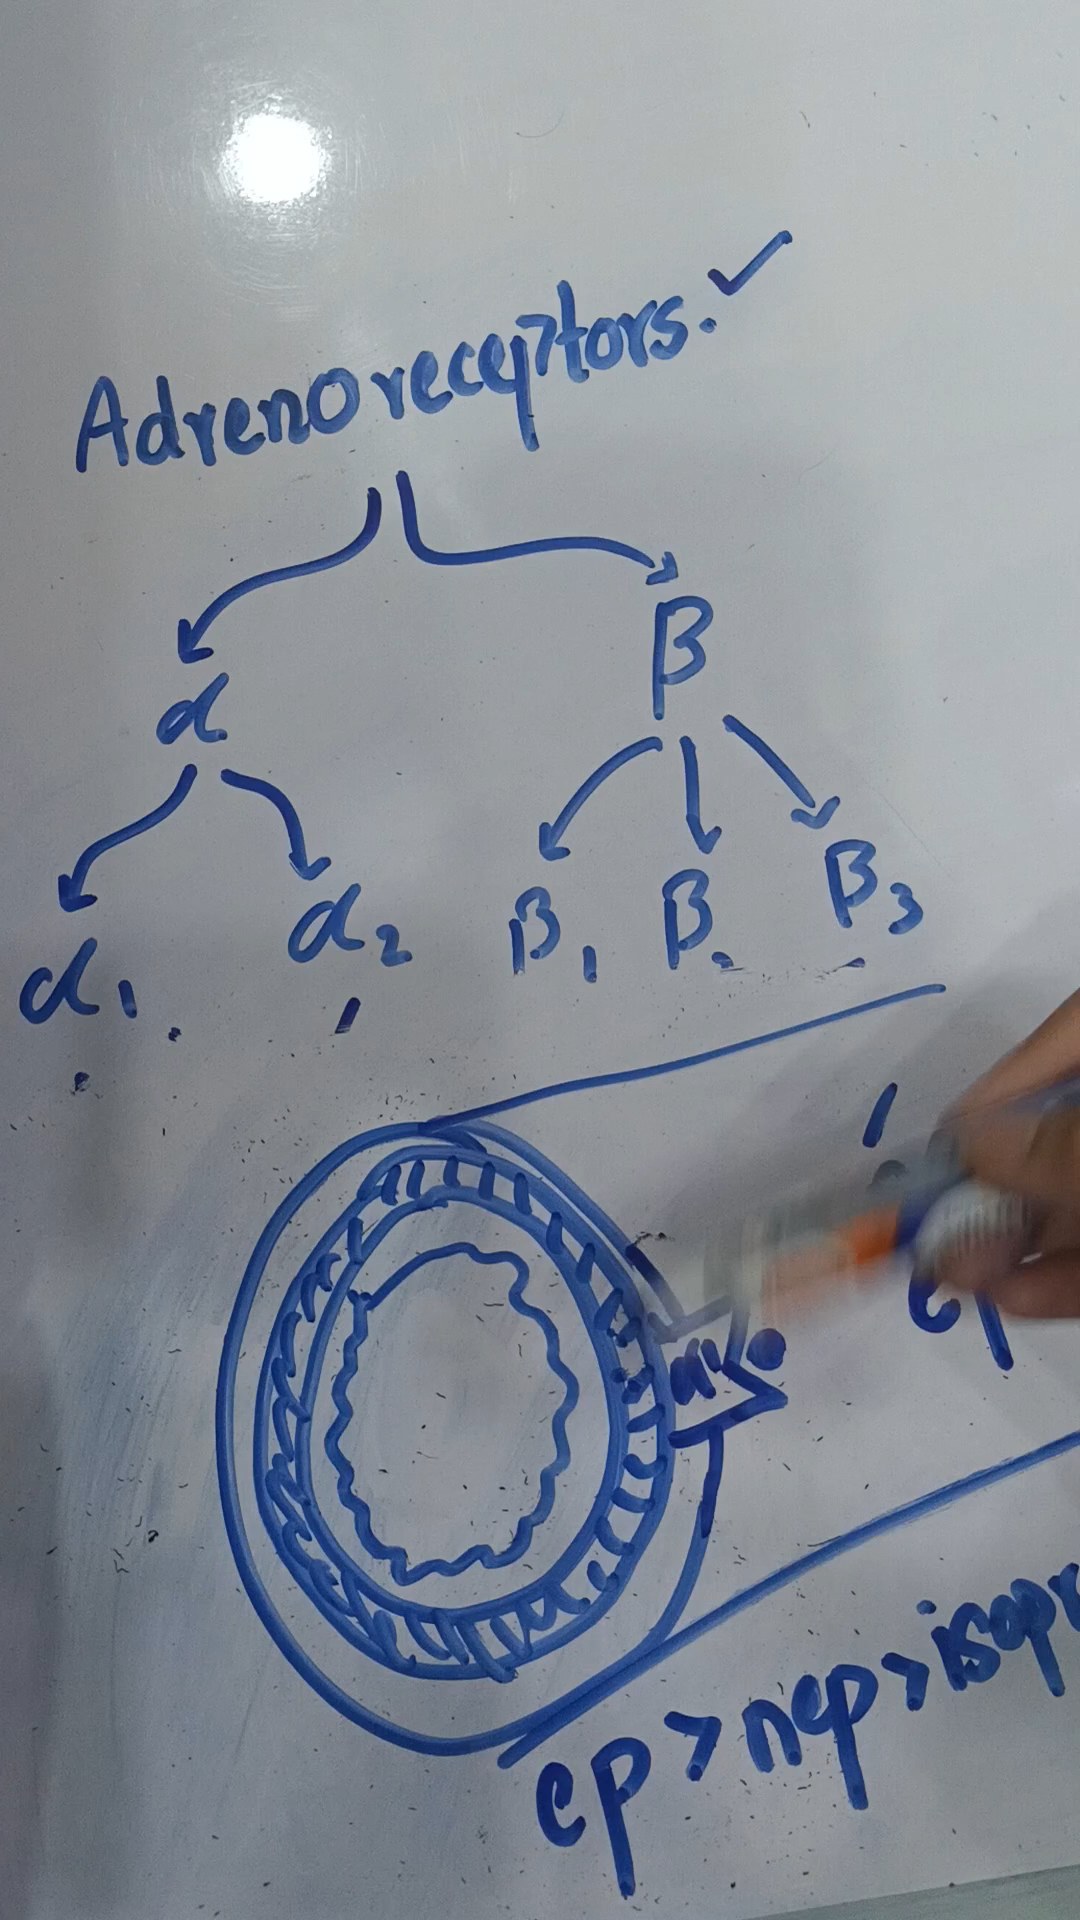 Adrenoreceptors.
α β
α1 α2 β1 β2 β3
α1
ep
ep > nep > isopr